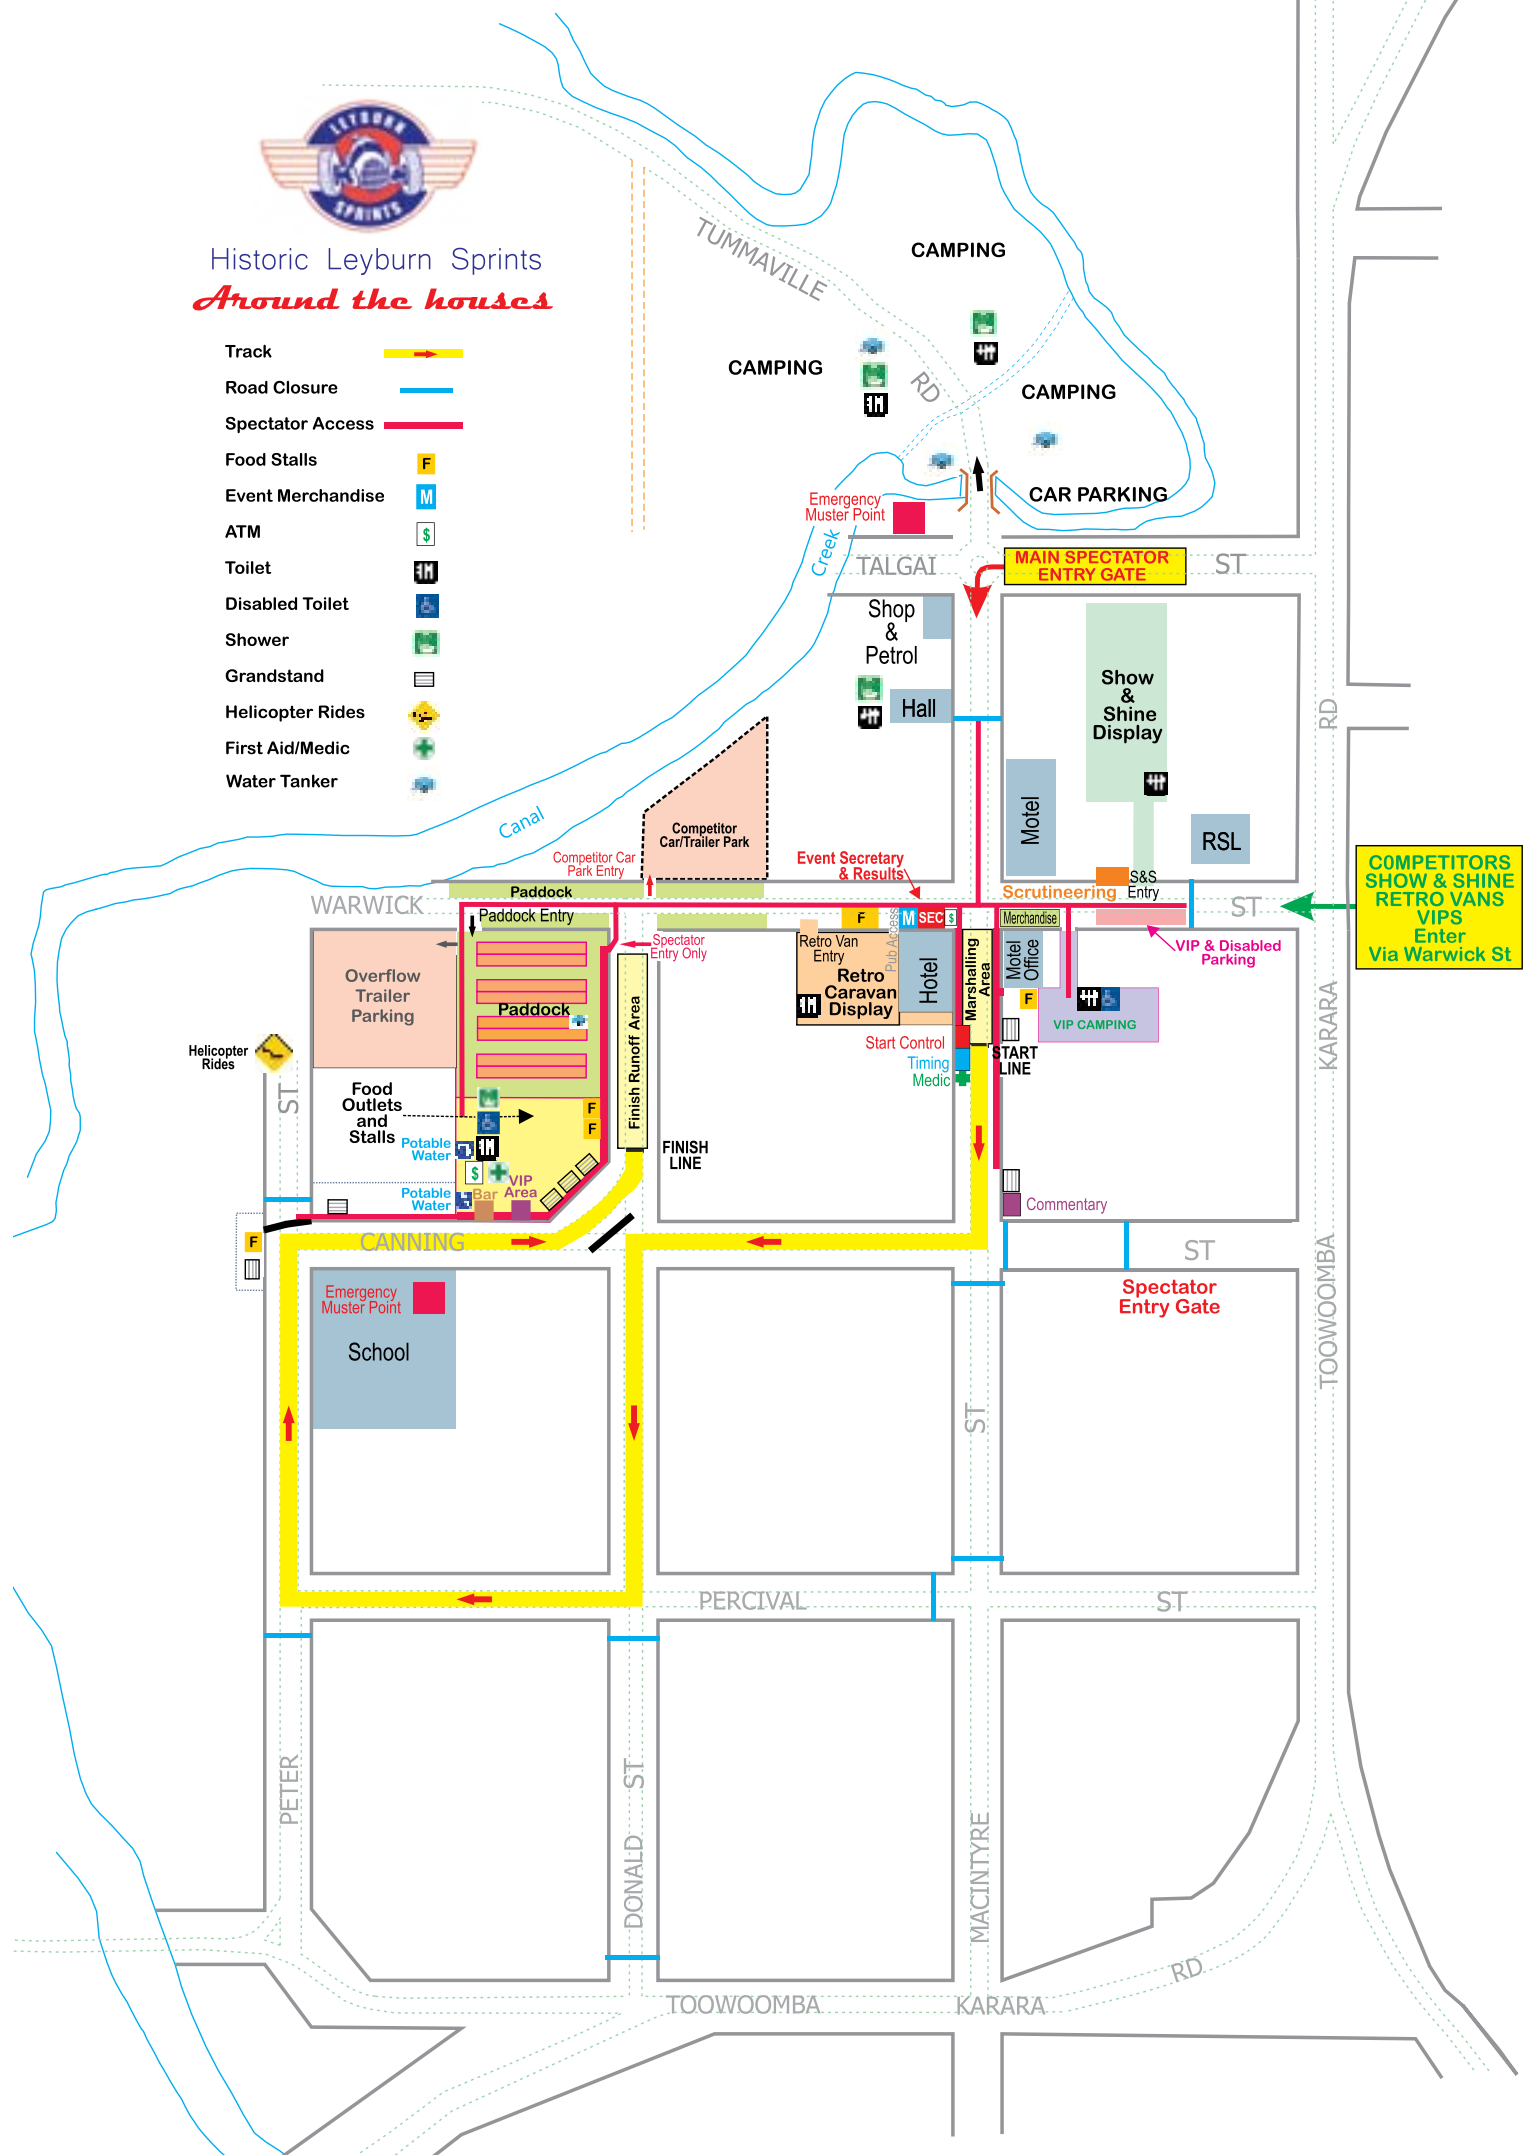 LEYBURN
SPRINTS
Historic Leyburn Sprints
Around the houses
Track
Road Closure
Spectator Access
Food Stalls
F
Event Merchandise
M
ATM
$
Toilet
Disabled Toilet
Shower
Grandstand
Helicopter Rides
First Aid/Medic
Water Tanker
TUMMAVILLE
RD
CAMPING
CAMPING
CAMPING
CAR PARKING
Emergency
Muster Point
Creek
TALGAI
ST
MAIN SPECTATOR
ENTRY GATE
Shop
&
Petrol
Hall
Show
&
Shine
Display
RD
Motel
RSL
Canal
Competitor
Car/Trailer Park
Competitor Car
Park Entry
Event Secretary
& Results
Scrutineering
S&S
Entry
C0MPETITORS
SHOW & SHINE
RETRO VANS
VIPS
Enter
Via Warwick St
Paddock
WARWICK
ST
Paddock Entry
F
Pub Access
M
SEC
$
Merchandise
VIP & Disabled
Parking
Spectator
Entry Only
Retro Van
Entry
Retro
Caravan
Display
Hotel
Marshalling
Area
Motel
Office
F
VIP CAMPING
Overflow
Trailer
Parking
Paddock
Finish Runoff Area
Start Control
Timing
Medic
START
LINE
KARARA
Helicopter
Rides
ST
Food
Outlets
and
Stalls
F
F
Potable
Water
$
FINISH
LINE
Potable
Water
Bar
VIP
Area
Commentary
F
CANNING
ST
Spectator
Entry Gate
TOOWOOMBA
Emergency
Muster Point
School
ST
PERCIVAL
ST
PETER
ST
DONALD
MACINTYRE
RD
TOOWOOMBA
KARARA